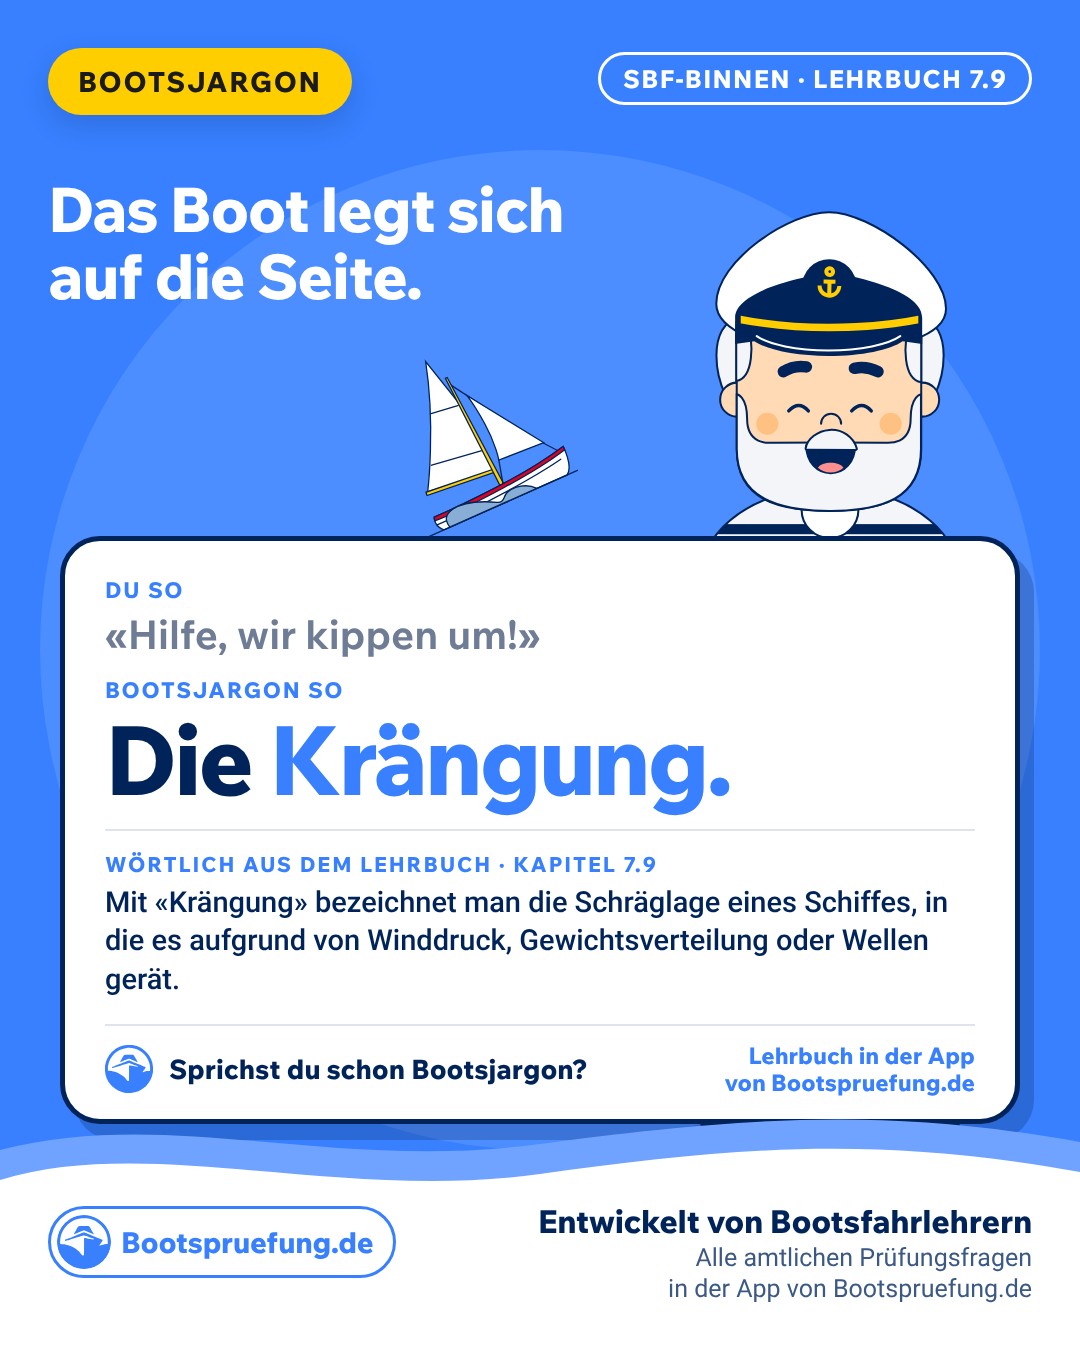 BOOTSJARGON
SBF-BINNEN · LEHRBUCH 7.9
Das Boot legt sich
auf die Seite.
DU SO
«Hilfe, wir kippen um!»
BOOTSJARGON SO
Die Krängung.
WÖRTLICH AUS DEM LEHRBUCH · KAPITEL 7.9
Mit «Krängung» bezeichnet man die Schräglage eines Schiffes, in
die es aufgrund von Winddruck, Gewichtsverteilung oder Wellen
gerät.
Sprichst du schon Bootsjargon?
Lehrbuch in der App
von Bootspruefung.de
Bootspruefung.de
Entwickelt von Bootsfahrlehrern
Alle amtlichen Prüfungsfragen
in der App von Bootspruefung.de